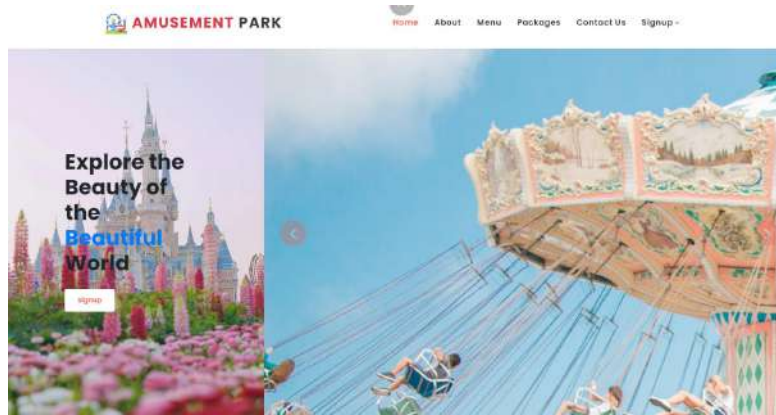 AMUSEMENT PARK
Home About Menu Packages Contact Us Signup
Explore the
Beauty of
the
Beautiful
World
signup